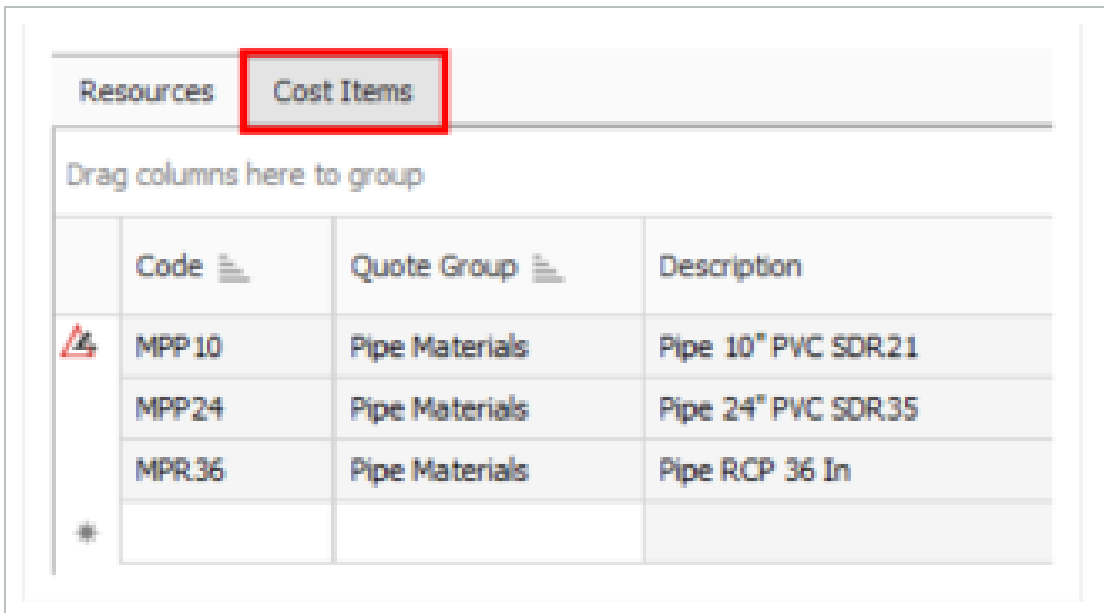 Resources Cost Items
Drag columns here to group
Code Quote Group Description
MPP10 Pipe Materials Pipe 10" PVC SDR21
MPP24 Pipe Materials Pipe 24" PVC SDR35
MPR36 Pipe Materials Pipe RCP 36 In